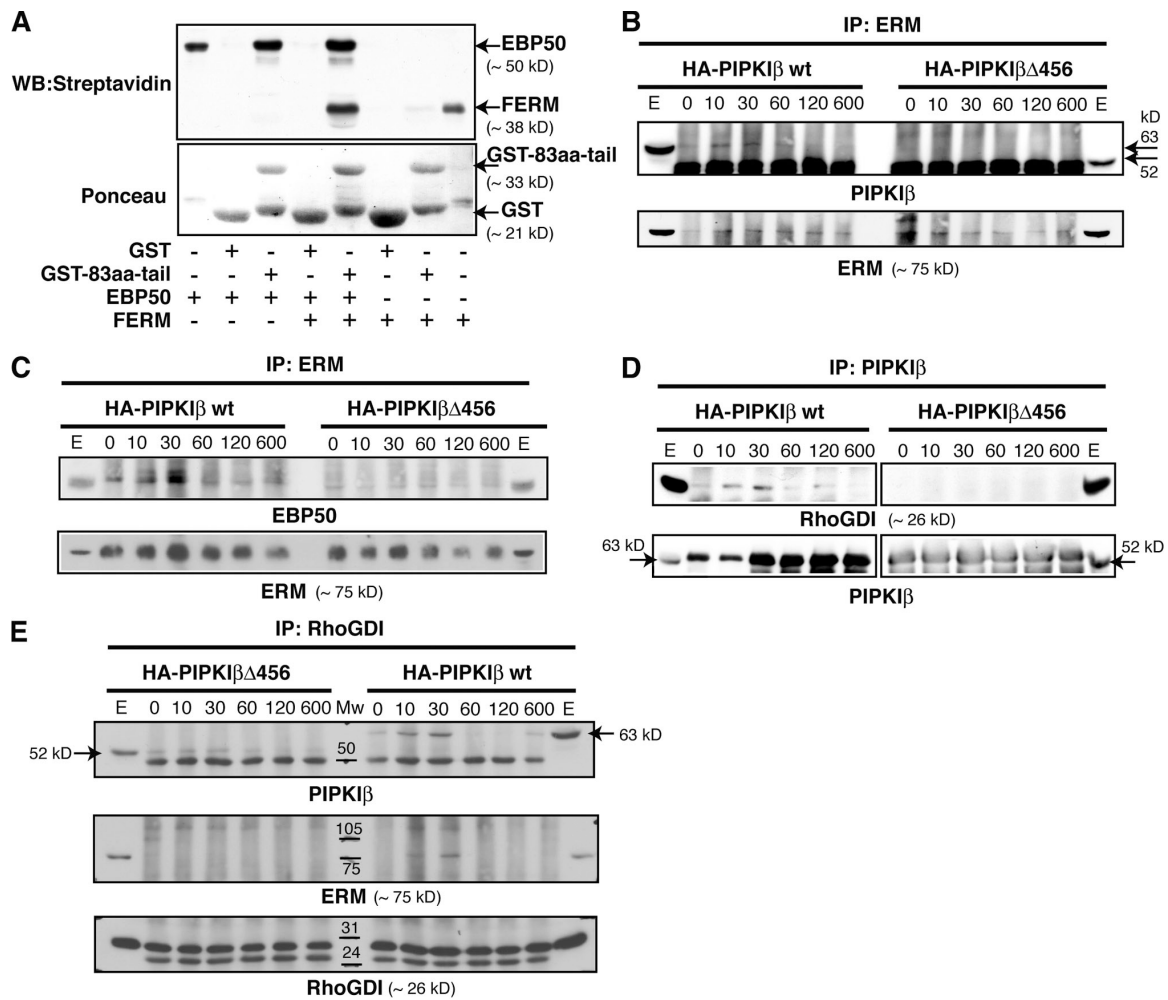 A
WB:Streptavidin
EBP50
(~ 50 kD)
FERM
(~ 38 kD)
Ponceau
GST-83aa-tail
(~ 33 kD)
GST
(~ 21 kD)
GST - + - + - + - -
GST-83aa-tail - - + - + - + -
EBP50 + + + + + - - -
FERM - - - + + + + +
B
IP: ERM
HA-PIPKIβ wt HA-PIPKIβΔ456
E 0 10 30 60 120 600 0 10 30 60 120 600 E
kD
63
52
PIPKIβ
ERM (~ 75 kD)
C
IP: ERM
HA-PIPKIβ wt HA-PIPKIβΔ456
E 0 10 30 60 120 600 0 10 30 60 120 600 E
EBP50
ERM (~ 75 kD)
D
IP: PIPKIβ
HA-PIPKIβ wt HA-PIPKIβΔ456
E 0 10 30 60 120 600 0 10 30 60 120 600 E
RhoGDI (~ 26 kD)
63 kD 52 kD
PIPKIβ
E
IP: RhoGDI
HA-PIPKIβΔ456 HA-PIPKIβ wt
E 0 10 30 60 120 600 Mw 0 10 30 60 120 600 E
52 kD 50 63 kD
PIPKIβ
105
75
ERM (~ 75 kD)
31
24
RhoGDI (~ 26 kD)